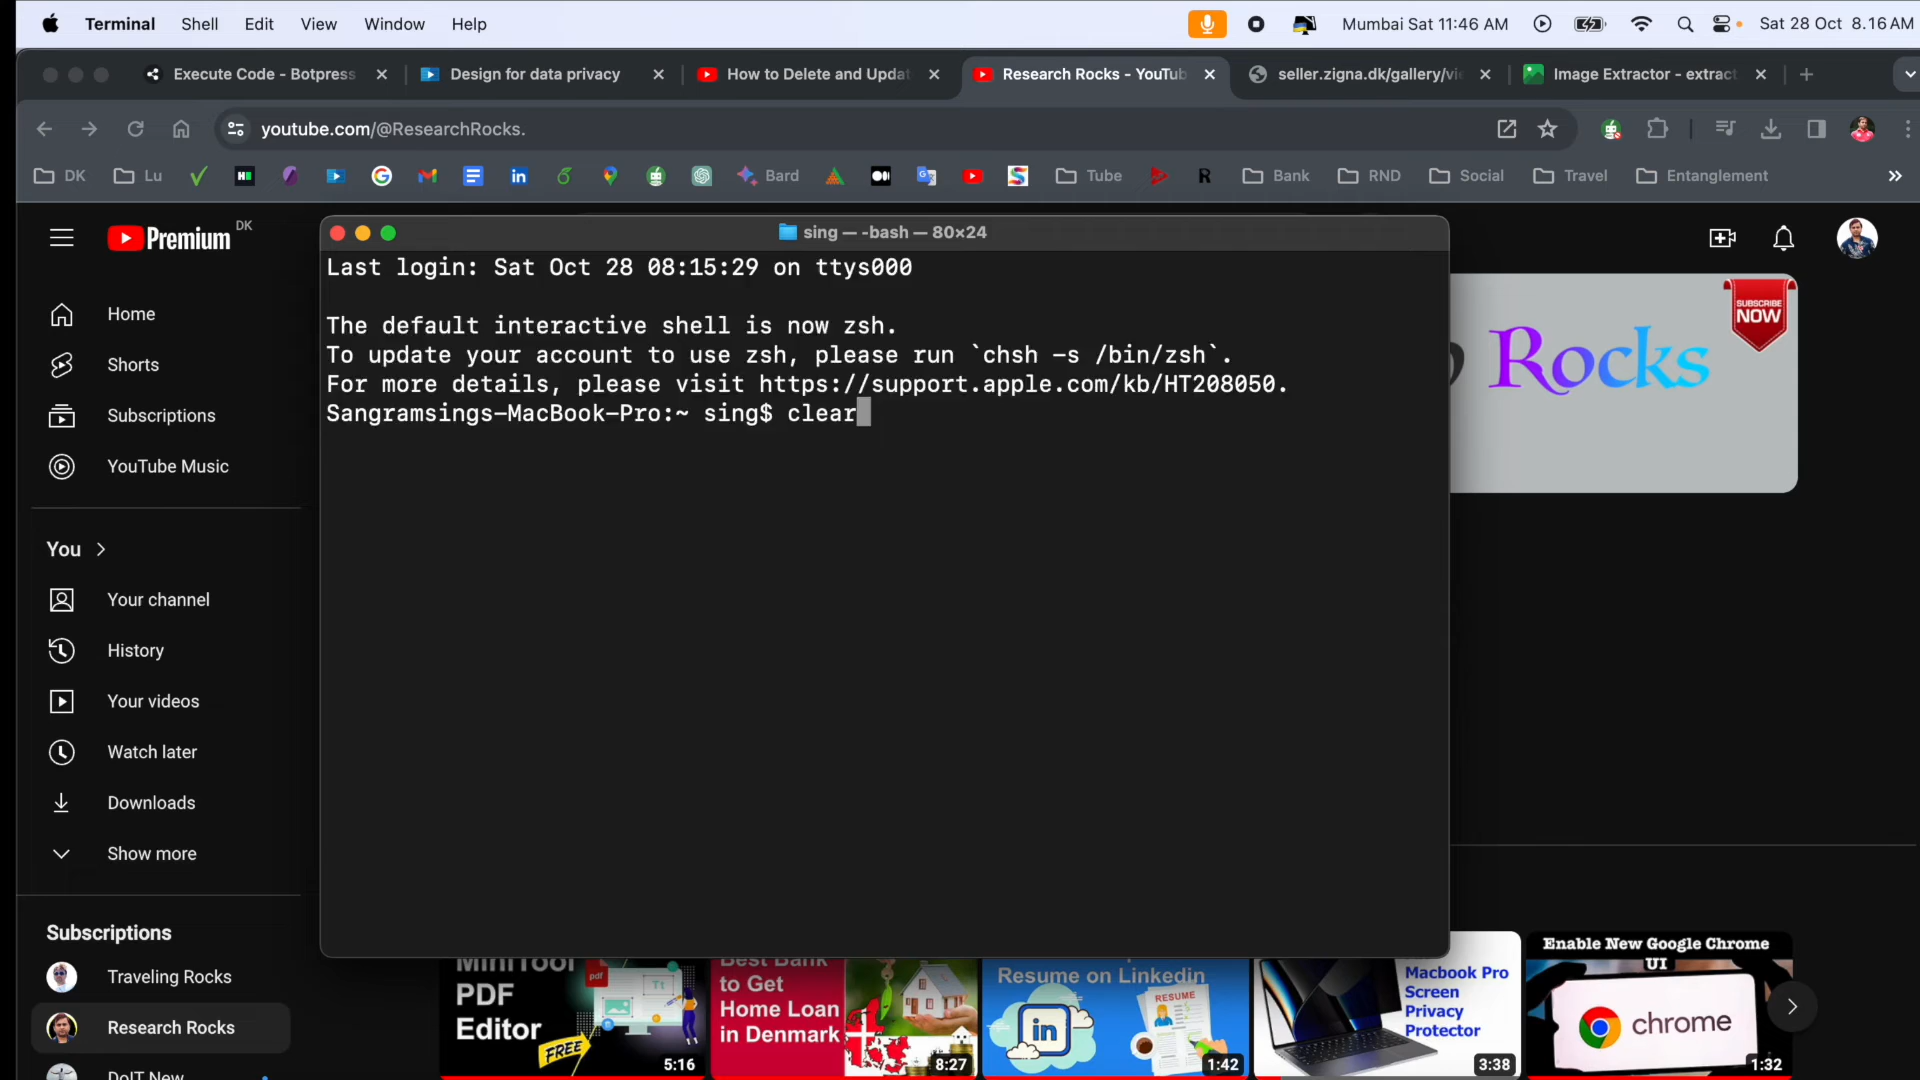 Terminal Shell Edit View Window Help Mumbai Sat 11:46 AM Sat 28 Oct 8.16 AM
Execute Code - Botpress Design for data privacy How to Delete and Updat Research Rocks - YouTub seller.zigna.dk/gallery/vi Image Extractor - extract
youtube.com/@ResearchRocks.
DK Lu Bard Tube Bank RND Social Travel Entanglement
Premium DK
sing — -bash — 80×24
Last login: Sat Oct 28 08:15:29 on ttys000
The default interactive shell is now zsh.
To update your account to use zsh, please run `chsh -s /bin/zsh`.
For more details, please visit https://support.apple.com/kb/HT208050.
Sangramsings-MacBook-Pro:~ sing$ clear
SUBSCRIBE
NOW
Rocks
Home
Shorts
Subscriptions
YouTube Music
You
Your channel
History
Your videos
Watch later
Downloads
Show more
Subscriptions
Traveling Rocks
Research Rocks
DoIT New
MiniTool
PDF
Editor
pdf
Tt
FREE
5:16
Best Bank
to Get
Home Loan
in Denmark
8:27
Resume on Linkedin
RESUME
in
1:42
Macbook Pro
Screen
Privacy
Protector
3:38
Enable New Google Chrome
UI
chrome
1:32